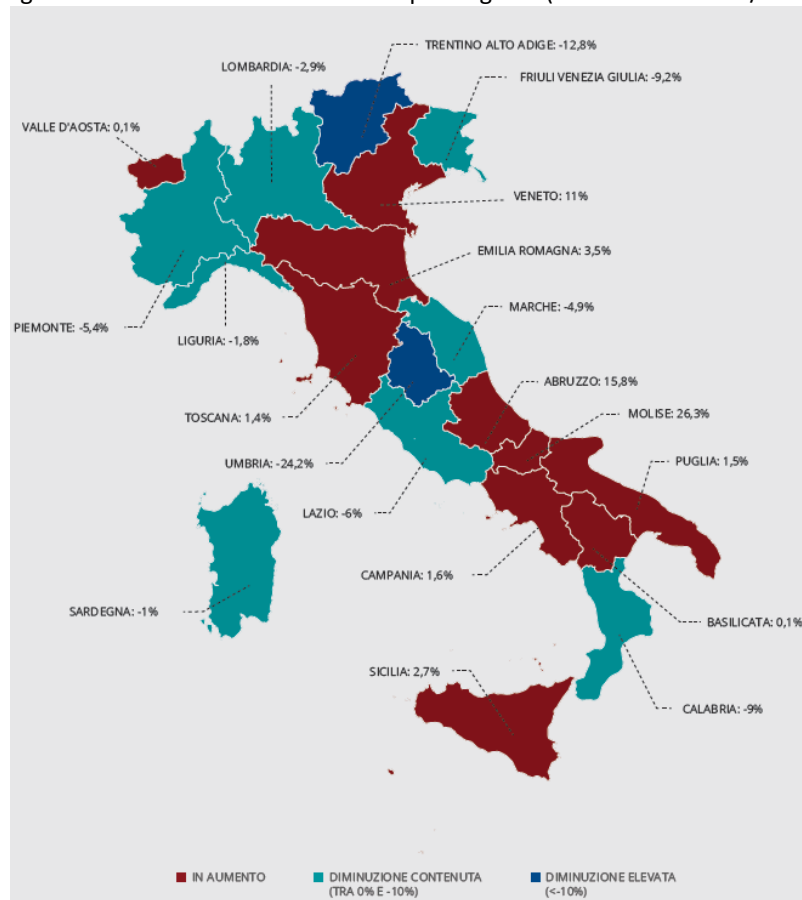 TRENTINO ALTO ADIGE: -12,8%
LOMBARDIA: -2,9%
FRIULI VENEZIA GIULIA: -9,2%
VALLE D'AOSTA: 0,1%
VENETO: 11%
EMILIA ROMAGNA: 3,5%
MARCHE: -4,9%
PIEMONTE: -5,4%
LIGURIA: -1,8%
ABRUZZO: 15,8%
MOLISE: 26,3%
TOSCANA: 1,4%
PUGLIA: 1,5%
UMBRIA: -24,2%
LAZIO: -6%
CAMPANIA: 1,6%
SARDEGNA: -1%
BASILICATA: 0,1%
SICILIA: 2,7%
CALABRIA: -9%
IN AUMENTO
DIMINUZIONE CONTENUTA
(TRA 0% E -10%)
DIMINUZIONE ELEVATA
(<-10%)